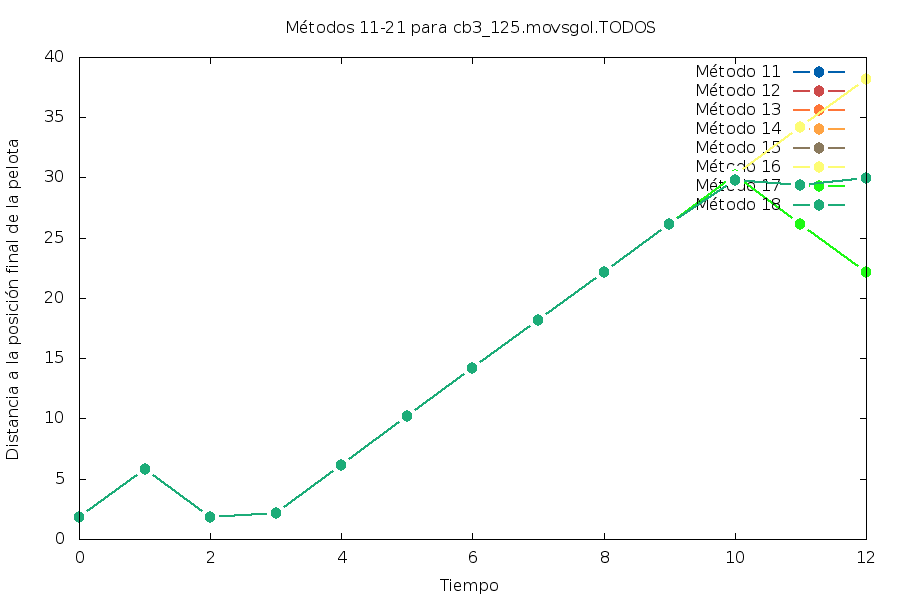 Métodos 11-21 para cb3_125.movsgol.TODOS
40
35
30
25
20
15
10
5
0
Distancia a la posición final de la pelota
Método 11
Método 12
Método 13
Método 14
Método 15
Método 16
Método 17
Método 18
0 2 4 6 8 10 12
Tiempo